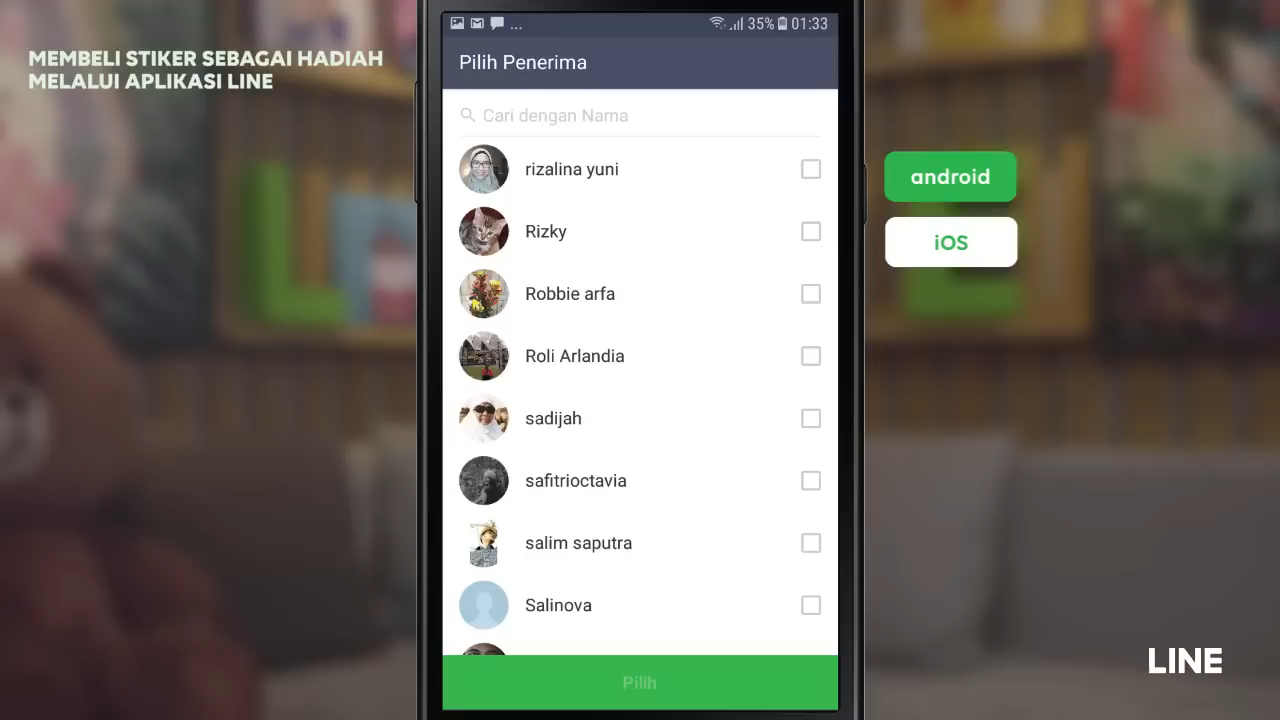 MEMBELI STIKER SEBAGAI HADIAH
MELALUI APLIKASI LINE
... 35% 01:33
Pilih Penerima
Cari dengan Nama
rizalina yuni
Rizky
Robbie arfa
Roli Arlandia
sadijah
safitrioctavia
salim saputra
Salinova
Pilih
android
iOS
LINE